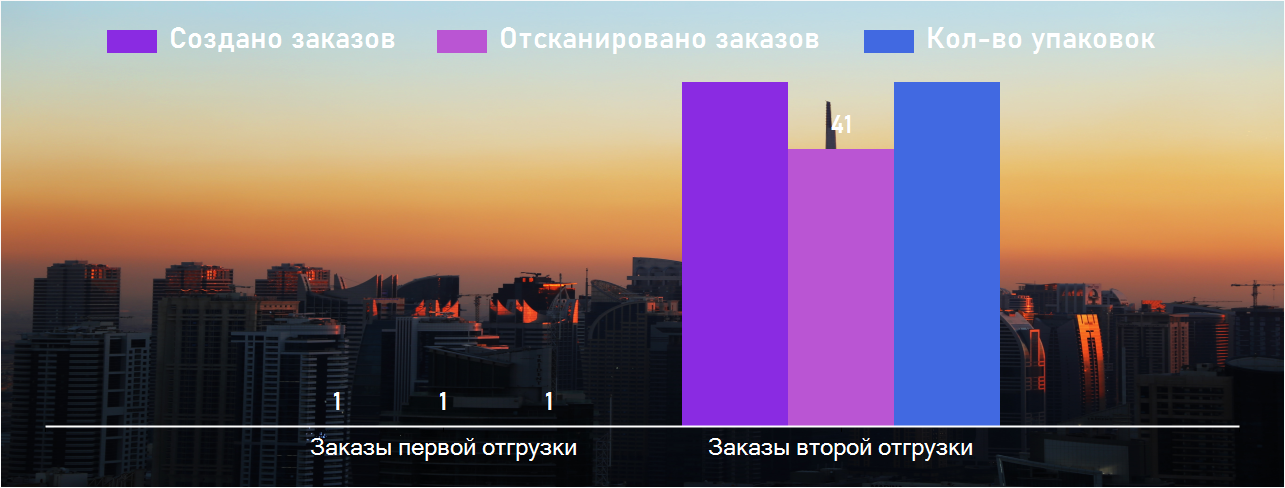 Создано заказов Отсканировано заказов Кол-во упаковок
41
1 1 1
Заказы первой отгрузки Заказы второй отгрузки